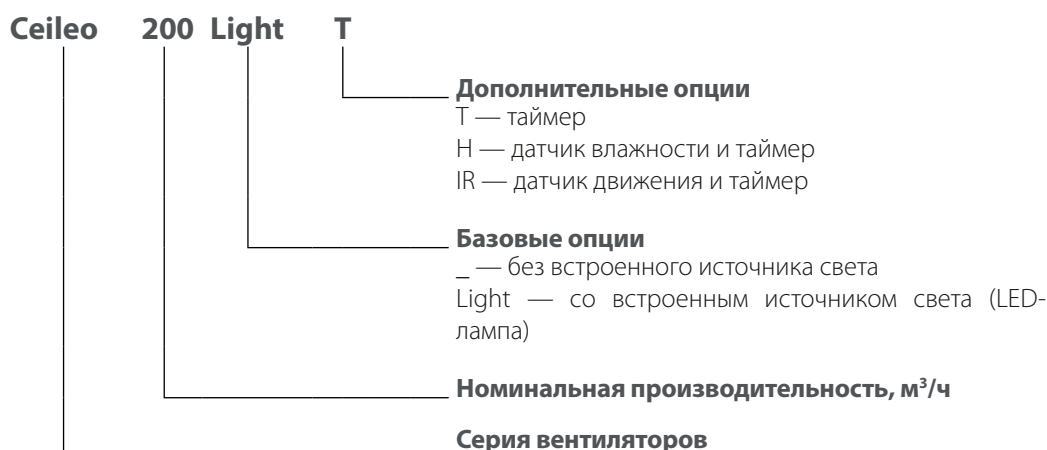 Ceileo 200 Light T
Дополнительные опции
Т — таймер
Н — датчик влажности и таймер
IR — датчик движения и таймер
Базовые опции
_ — без встроенного источника света
Light — со встроенным источником света (LED-
лампа)
Номинальная производительность, м³/ч
Серия вентиляторов